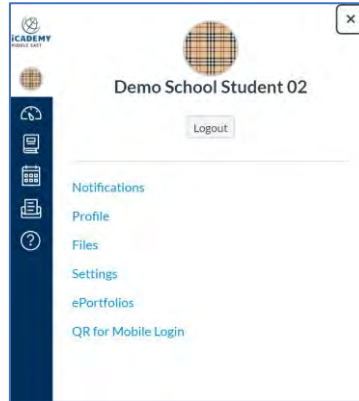 iCADEMY
MIDDLE EAST
Demo School Student 02
Logout
Notifications
Profile
Files
Settings
ePortfolios
QR for Mobile Login